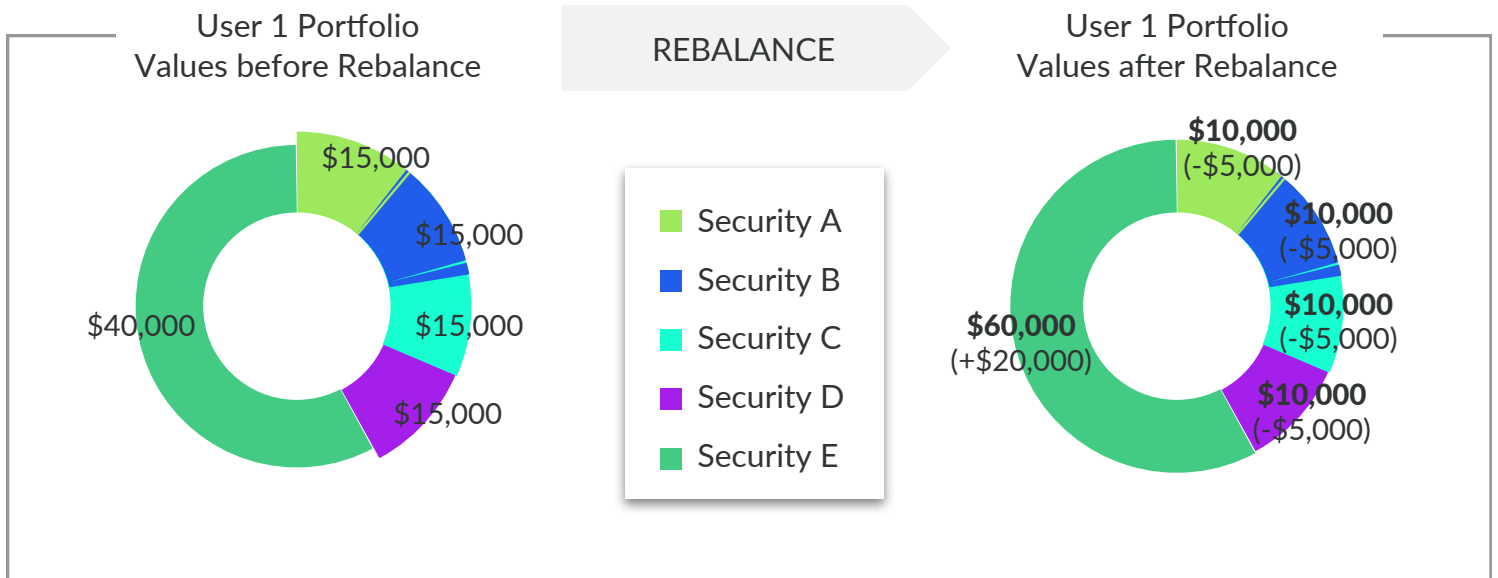 User 1 Portfolio
Values before Rebalance
REBALANCE
User 1 Portfolio
Values after Rebalance
$15,000
$15,000
$15,000
$15,000
$40,000
Security A
Security B
Security C
Security D
Security E
$10,000
(-$5,000)
$10,000
(-$5,000)
$10,000
(-$5,000)
$10,000
(-$5,000)
$60,000
(+$20,000)